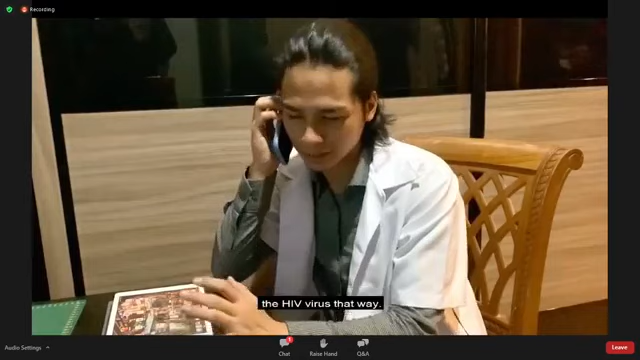 Recording
the HIV virus that way.
Audio Settings
Chat
Raise Hand
Q&A
Leave